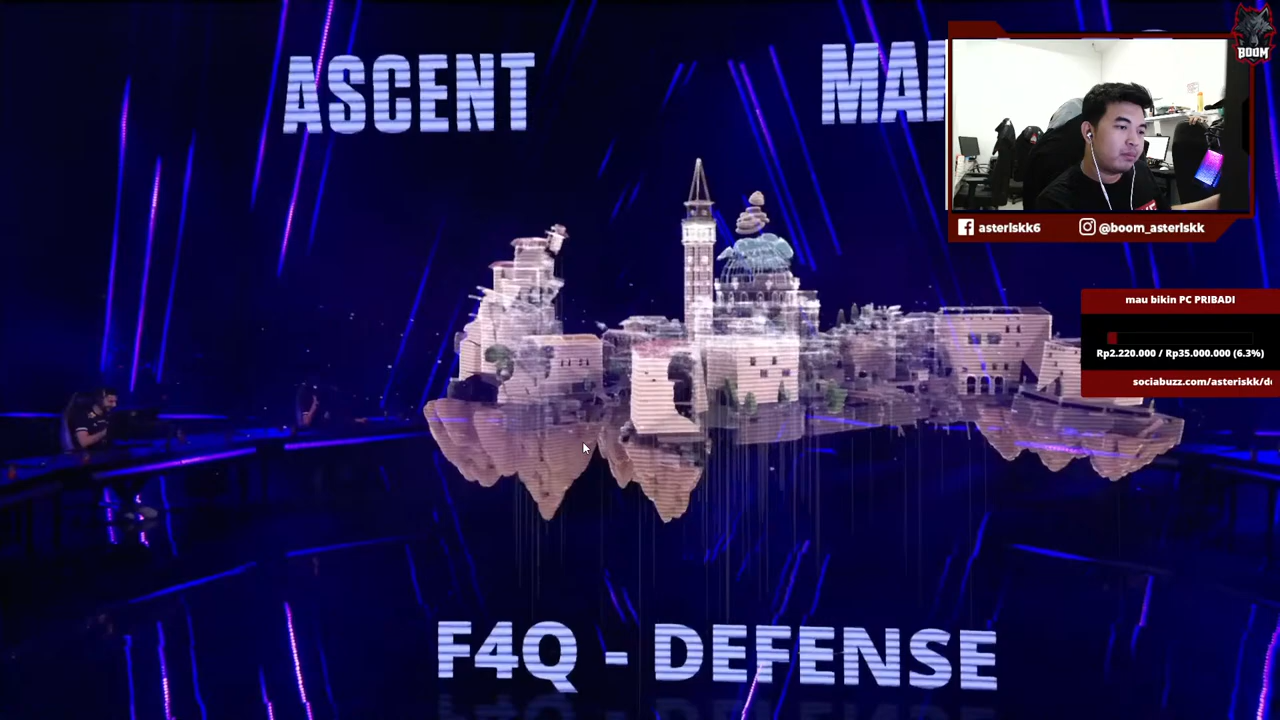 ASCENT
BOOM
asteriskk6
@boom_asteriskk
mau bikin PC PRIBADI
Rp2.220.000 / Rp35.000.000 (6.3%)
F4Q - DEFENSE